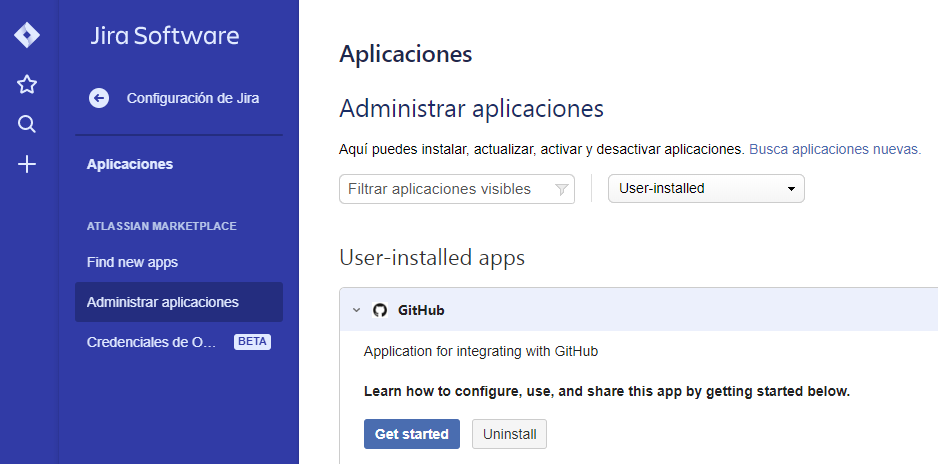 Jira Software
Configuración de Jira
Aplicaciones
ATLASSIAN MARKETPLACE
Find new apps
Administrar aplicaciones
Credenciales de O... BETA
Aplicaciones
Administrar aplicaciones
Aquí puedes instalar, actualizar, activar y desactivar aplicaciones. Busca aplicaciones nuevas.
Filtrar aplicaciones visibles User-installed
User-installed apps
GitHub
Application for integrating with GitHub
Learn how to configure, use, and share this app by getting started below.
Get started Uninstall